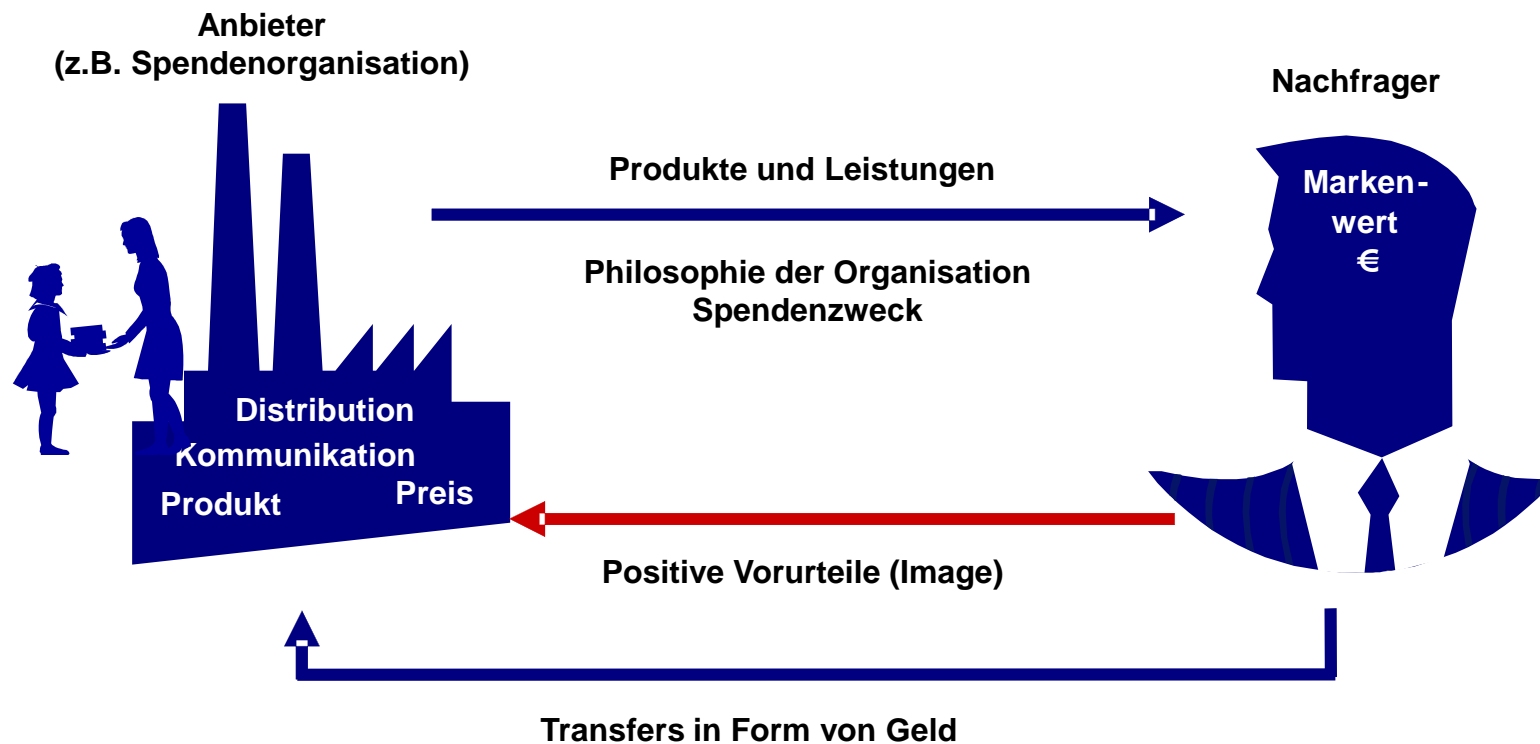 Anbieter
(z.B. Spendenorganisation)
Nachfrager
Produkte und Leistungen
Philosophie der Organisation
Spendenzweck
Marken-
wert
€
Distribution
Kommunikation
Produkt
Preis
Positive Vorurteile (Image)
Transfers in Form von Geld